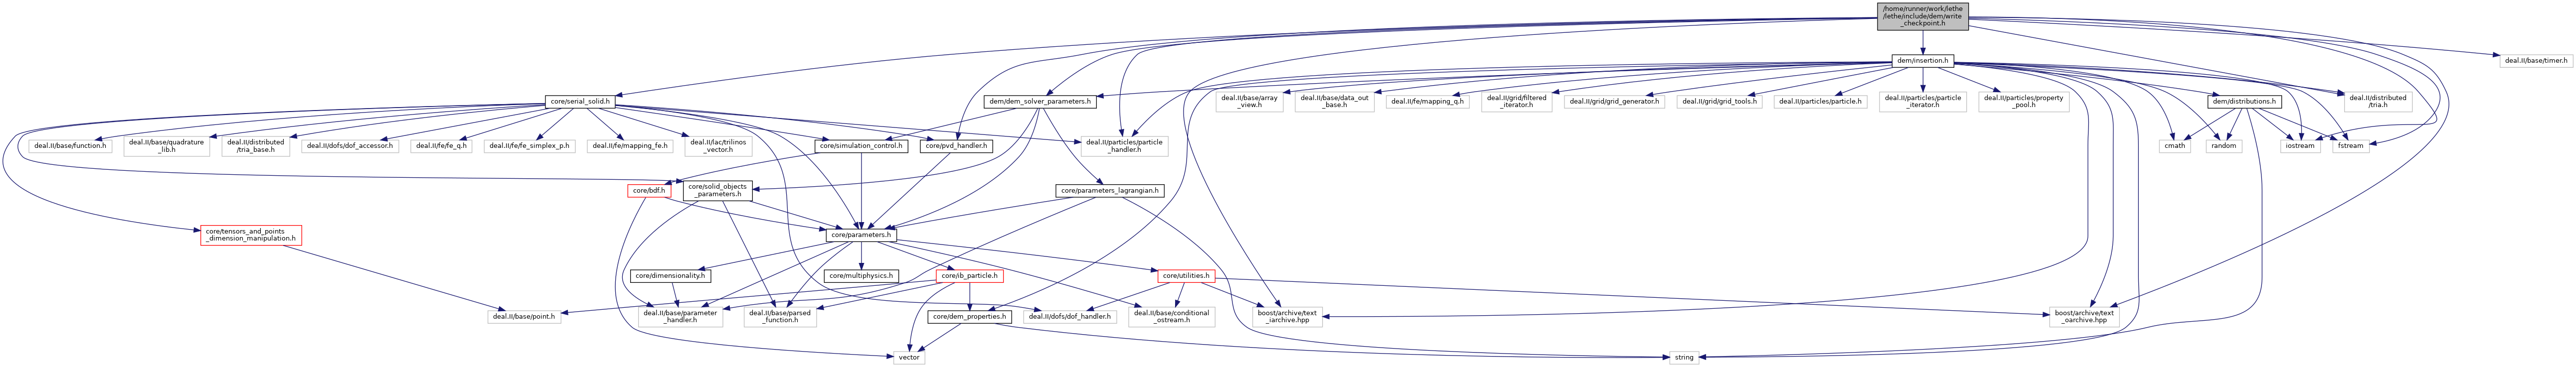 /home/runner/work/lethe
/lethe/include/dem/write
_checkpoint.h
dem/insertion.h
deal.II/base/timer.h
core/serial_solid.h
dem/dem_solver_parameters.h
deal.II/base/array
_view.h
deal.II/base/data_out
_base.h
deal.II/fe/mapping_q.h
deal.II/grid/filtered
_iterator.h
deal.II/grid/grid_generator.h
deal.II/grid/grid_tools.h
deal.II/particles/particle.h
deal.II/particles/particle
_iterator.h
deal.II/particles/property
_pool.h
dem/distributions.h
deal.II/distributed
/tria.h
deal.II/base/function.h
deal.II/base/quadrature
_lib.h
deal.II/distributed
/tria_base.h
deal.II/dofs/dof_accessor.h
deal.II/fe/fe_q.h
deal.II/fe/fe_simplex_p.h
deal.II/fe/mapping_fe.h
deal.II/lac/trilinos
_vector.h
core/simulation_control.h
core/pvd_handler.h
deal.II/particles/particle
_handler.h
cmath
random
iostream
fstream
core/bdf.h
core/solid_objects
_parameters.h
core/parameters_lagrangian.h
core/tensors_and_points
_dimension_manipulation.h
core/parameters.h
core/dimensionality.h
core/multiphysics.h
core/ib_particle.h
core/utilities.h
deal.II/base/point.h
deal.II/base/parameter
_handler.h
deal.II/base/parsed
_function.h
core/dem_properties.h
deal.II/dofs/dof_handler.h
deal.II/base/conditional
_ostream.h
boost/archive/text
_iarchive.hpp
boost/archive/text
_oarchive.hpp
vector
string